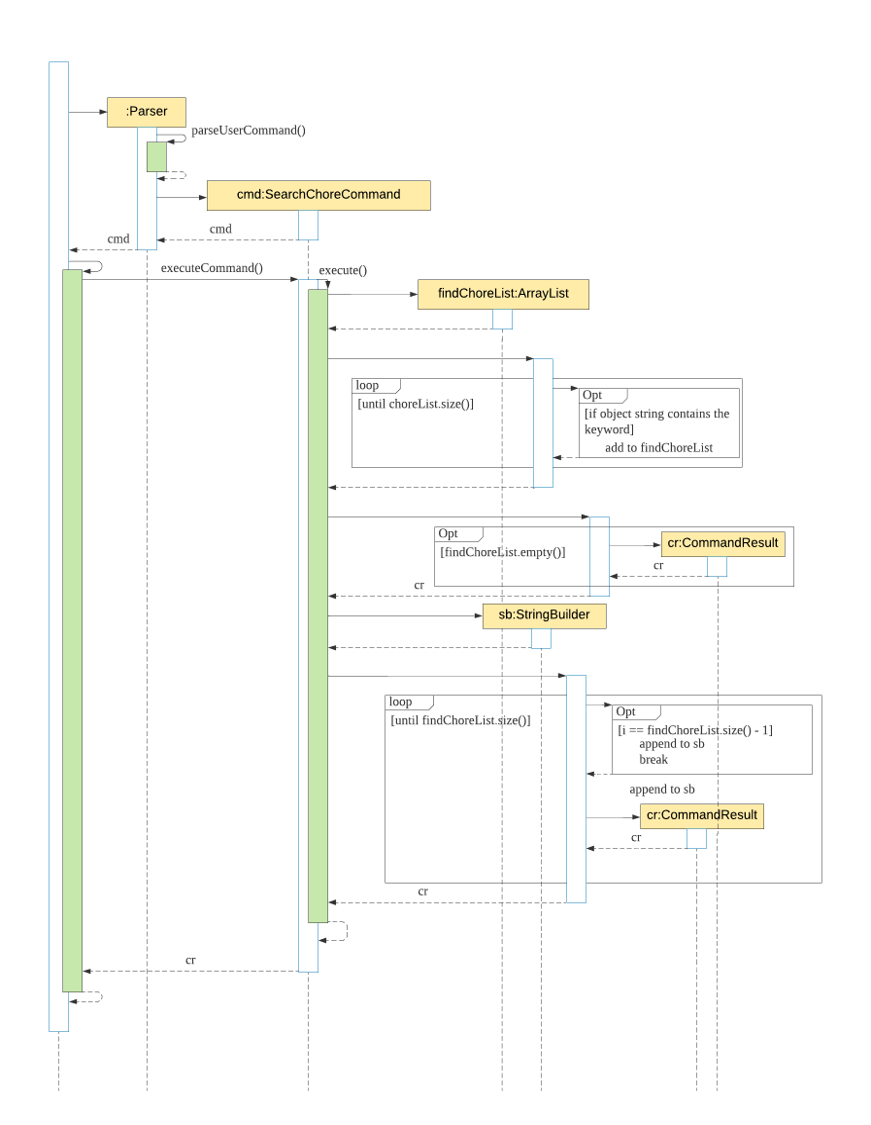 :Parser
parseUserCommand()
cmd:SearchChoreCommand
cmd
cmd
executeCommand()
execute()
findChoreList:ArrayList
loop
[until choreList.size()]
Opt
[if object string contains the
keyword]
add to findChoreList
Opt
[findChoreList.empty()]
cr:CommandResult
cr
cr
sb:StringBuilder
loop
[until findChoreList.size()]
Opt
[i == findChoreList.size() - 1]
append to sb
break
append to sb
cr:CommandResult
cr
cr
cr